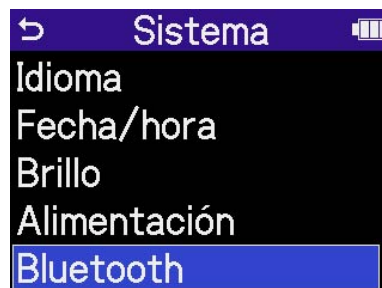 Sistema
Idioma
Fecha/hora
Brillo
Alimentación
Bluetooth